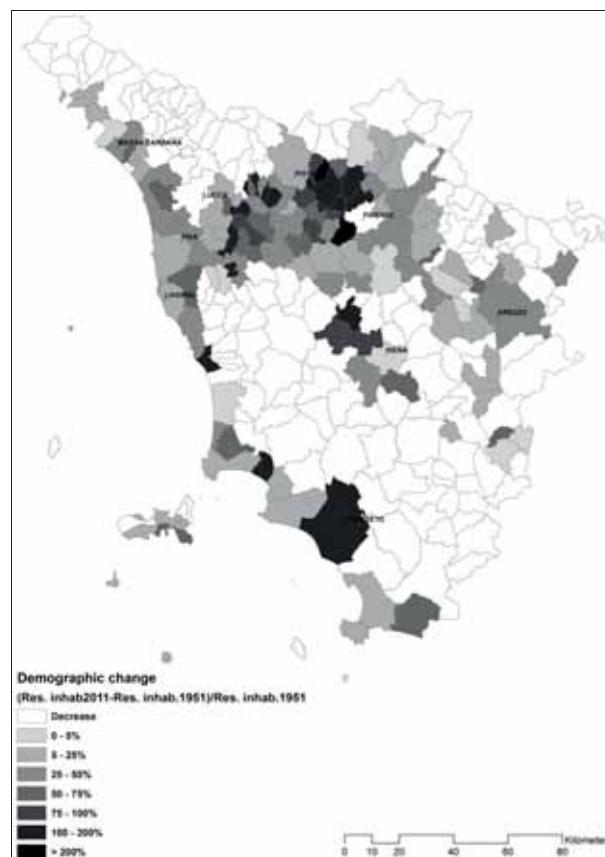 MASSA CARRARA
LUCCA
FIRENZE
PISA
LIVORNO
AREZZO
SIENA
Demographic change
(Res. inhab2011-Res. inhab.1951)/Res. inhab.1951
Decrease
0 - 5%
5 - 25%
25 - 50%
50 - 75%
75 - 100%
100 - 200%
> 200%
0 10 20 40 60 80
Kilometer